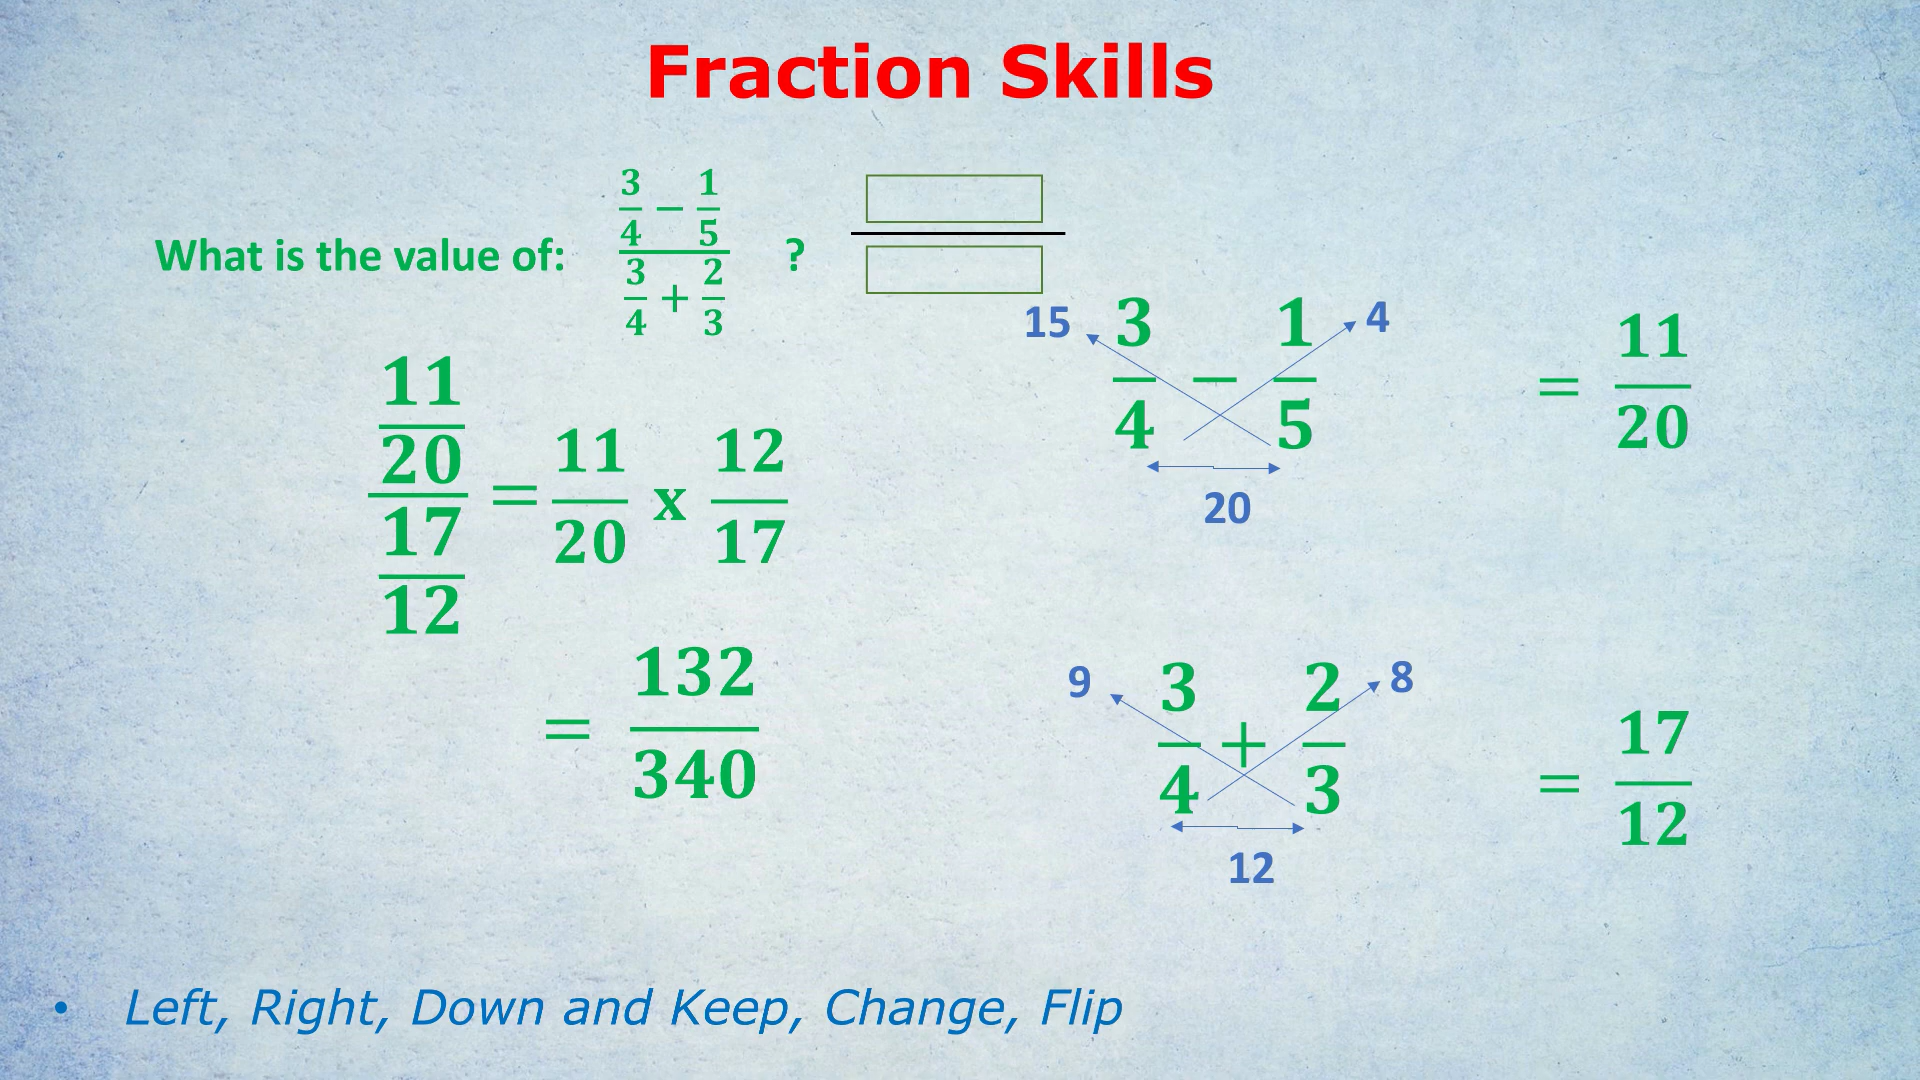 Fraction Skills
What is the value of: 3/4 − 1/5 / 3/4 + 2/3 ?
11/20 / 17/12 = 11/20 x 12/17
= 132/340
15 3/4 − 1/5 4 = 11/20
20
9 3/4 + 2/3 8 = 17/12
12
• Left, Right, Down and Keep, Change, Flip